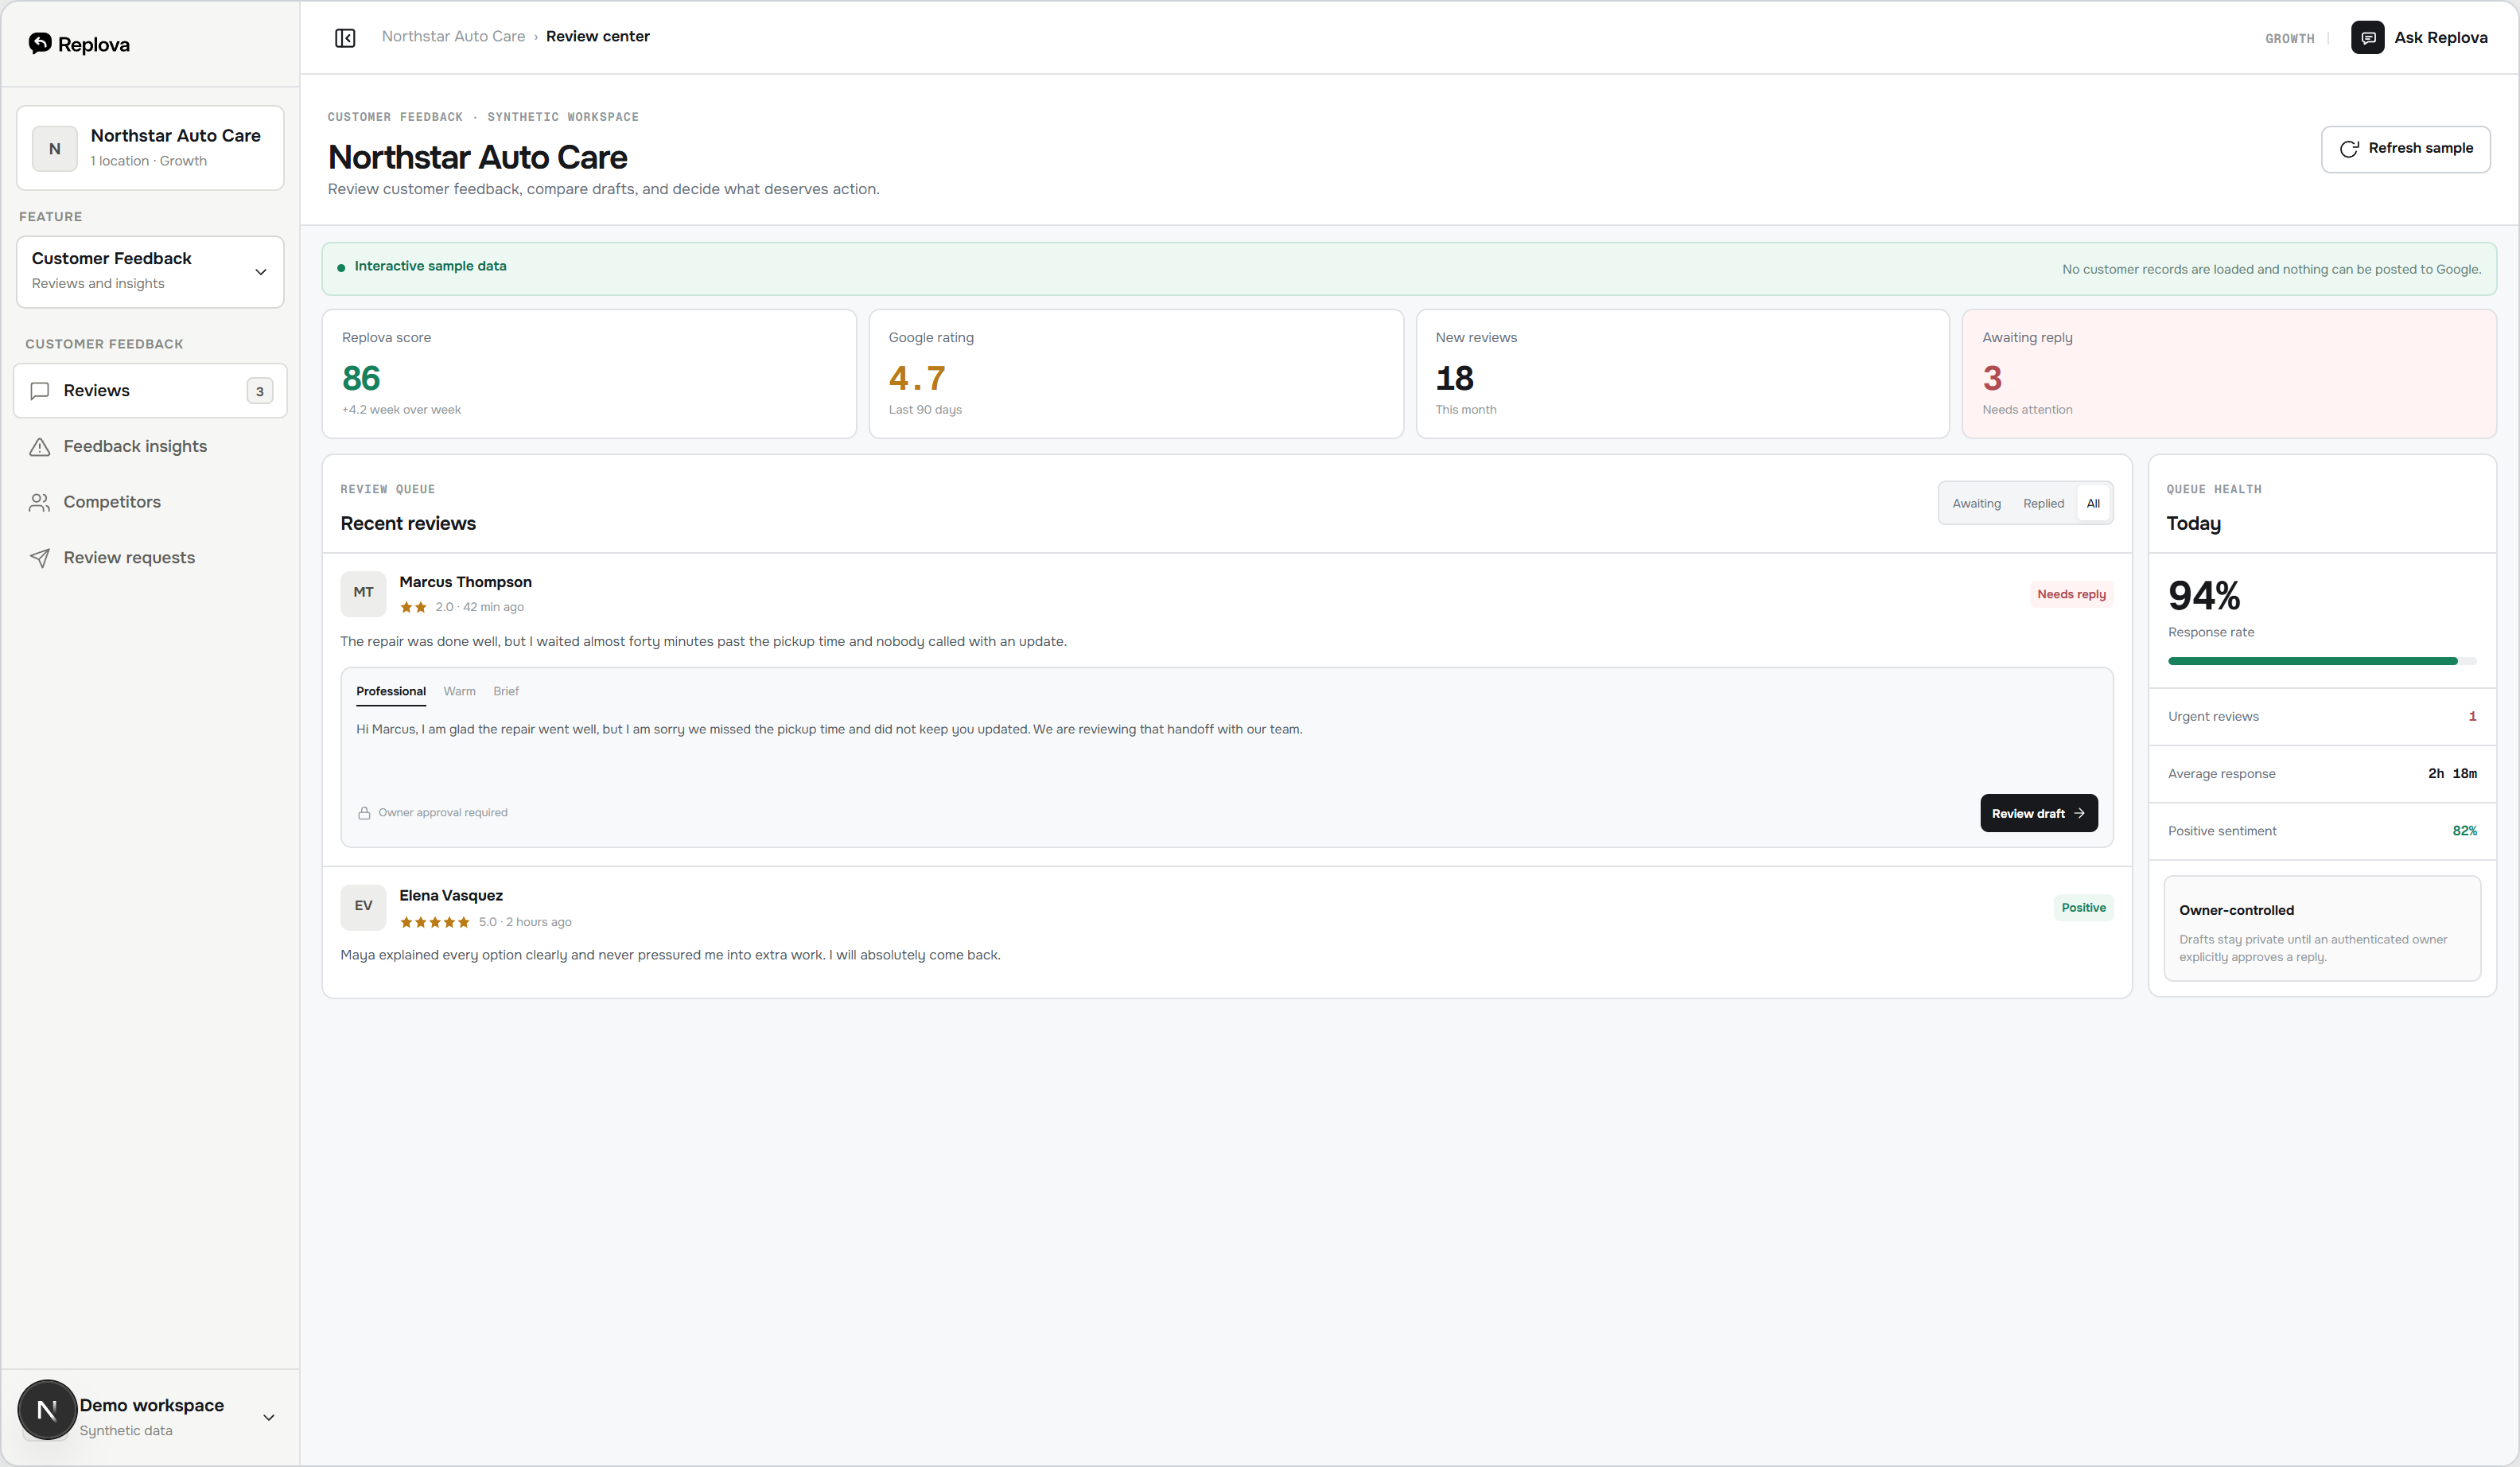 Replova
N
Northstar Auto Care
1 location · Growth
FEATURE
Customer Feedback
Reviews and insights
CUSTOMER FEEDBACK
Reviews
3
Feedback insights
Competitors
Review requests
N
Demo workspace
Synthetic data
Northstar Auto Care › Review center
GROWTH
Ask Replova
CUSTOMER FEEDBACK · SYNTHETIC WORKSPACE
Northstar Auto Care
Review customer feedback, compare drafts, and decide what deserves action.
Refresh sample
Interactive sample data
No customer records are loaded and nothing can be posted to Google.
Replova score
86
+4.2 week over week
Google rating
4.7
Last 90 days
New reviews
18
This month
Awaiting reply
3
Needs attention
REVIEW QUEUE
Recent reviews
Awaiting Replied All
MT
Marcus Thompson
2.0 · 42 min ago
Needs reply
The repair was done well, but I waited almost forty minutes past the pickup time and nobody called with an update.
Professional Warm Brief
Hi Marcus, I am glad the repair went well, but I am sorry we missed the pickup time and did not keep you updated. We are reviewing that handoff with our team.
Owner approval required
Review draft →
EV
Elena Vasquez
5.0 · 2 hours ago
Positive
Maya explained every option clearly and never pressured me into extra work. I will absolutely come back.
QUEUE HEALTH
Today
94%
Response rate
Urgent reviews 1
Average response 2h 18m
Positive sentiment 82%
Owner-controlled
Drafts stay private until an authenticated owner
explicitly approves a reply.